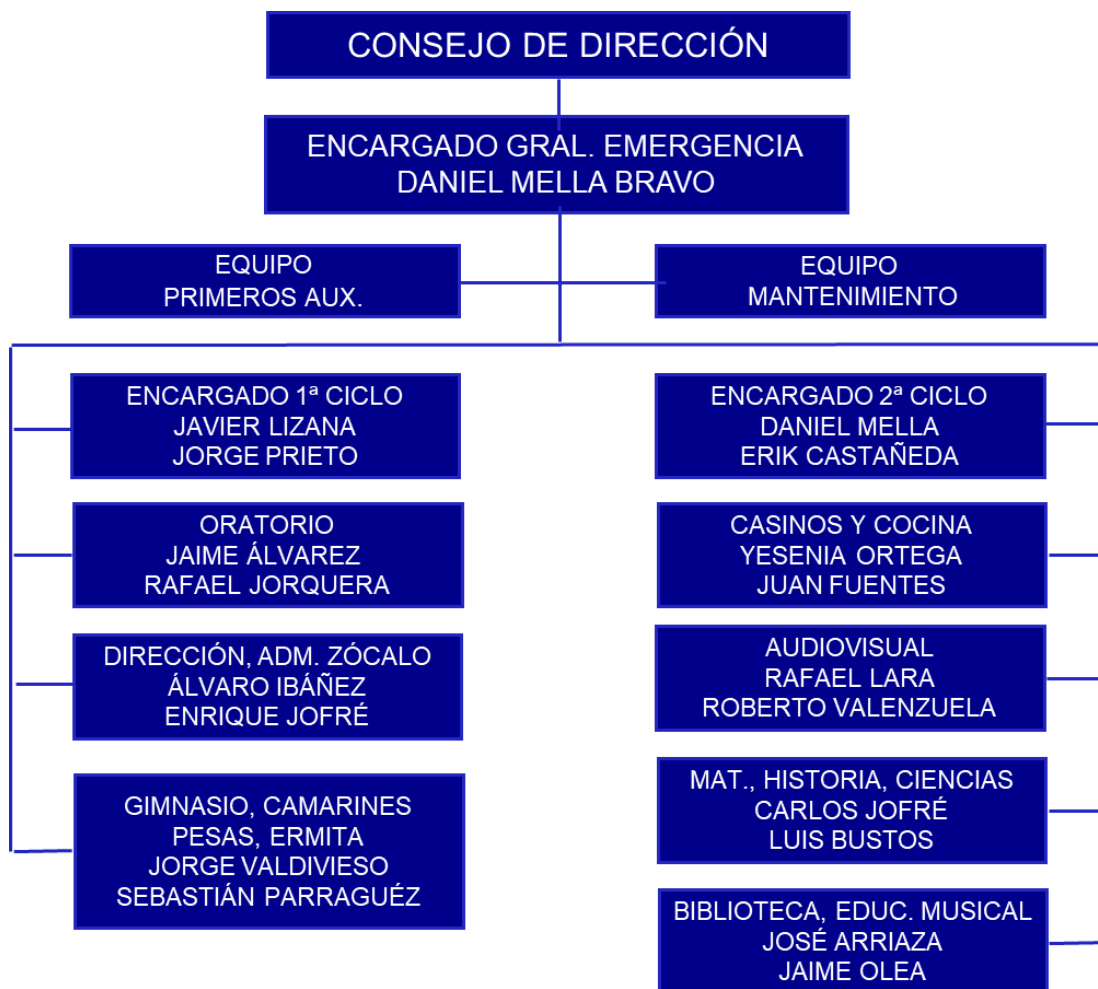 CONSEJO DE DIRECCIÓN
ENCARGADO GRAL. EMERGENCIA
DANIEL MELLA BRAVO
EQUIPO
PRIMEROS AUX.
EQUIPO
MANTENIMIENTO
ENCARGADO 1ª CICLO
JAVIER LIZANA
JORGE PRIETO
ENCARGADO 2ª CICLO
DANIEL MELLA
ERIK CASTAÑEDA
ORATORIO
JAIME ÁLVAREZ
RAFAEL JORQUERA
CASINOS Y COCINA
YESENIA ORTEGA
JUAN FUENTES
DIRECCIÓN, ADM. ZÓCALO
ÁLVARO IBÁÑEZ
ENRIQUE JOFRÉ
AUDIOVISUAL
RAFAEL LARA
ROBERTO VALENZUELA
GIMNASIO, CAMARINES
PESAS, ERMITA
JORGE VALDIVIESO
SEBASTIÁN PARRAGUÉZ
MAT., HISTORIA, CIENCIAS
CARLOS JOFRÉ
LUIS BUSTOS
BIBLIOTECA, EDUC. MUSICAL
JOSÉ ARRIAZA
JAIME OLEA